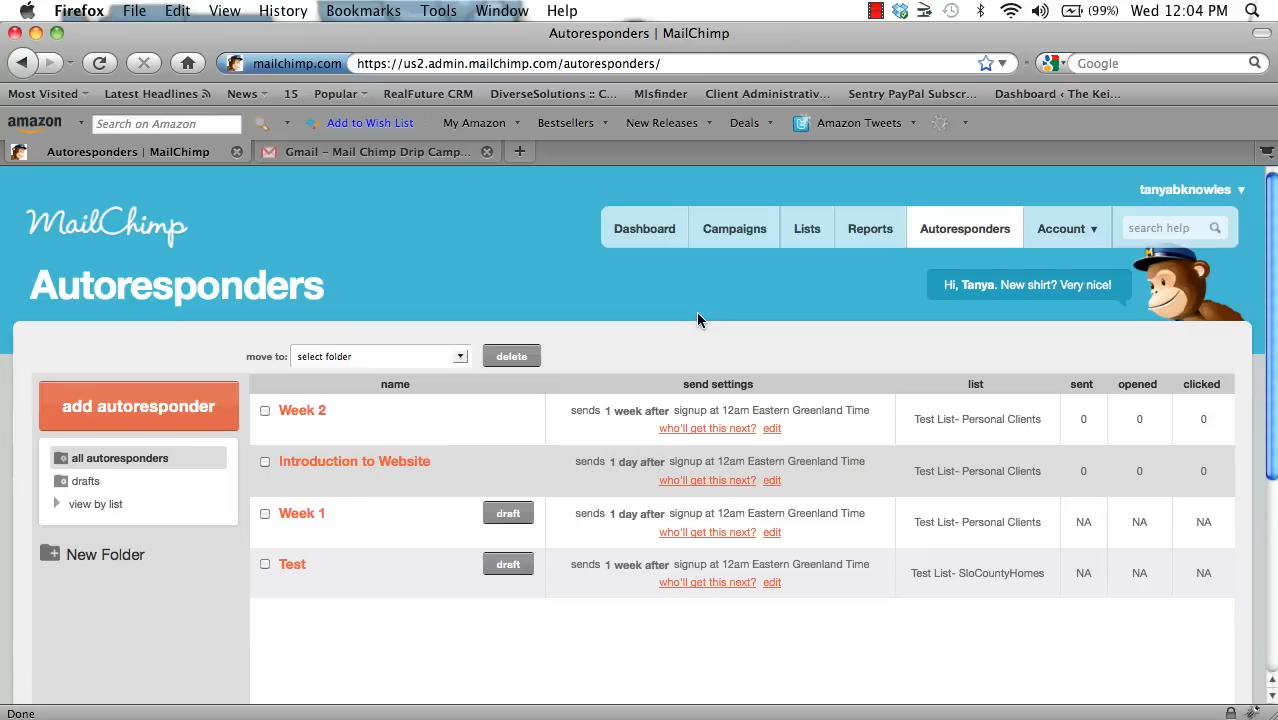 Firefox File Edit View History Bookmarks Tools Window Help (99%) Wed 12:04 PM
Autoresponders | MailChimp
mailchimp.com https://us2.admin.mailchimp.com/autoresponders/ Google
Most Visited Latest Headlines News 15 Popular RealFuture CRM DiverseSolutions :: C... MIsfinder Client Administrativ... Sentry PayPal Subscr... Dashboard ‹ The Kei...
amazon Search on Amazon Add to Wish List My Amazon Bestsellers New Releases Deals Amazon Tweets
Autoresponders | MailChimp Gmail – Mail Chimp Drip Camp...
tanyabknowles
MailChimp
Dashboard Campaigns Lists Reports Autoresponders Account search help
Autoresponders
Hi, Tanya. New shirt? Very nice!
move to: select folder delete
name send settings list sent opened clicked
add autoresponder
all autoresponders
drafts
view by list
New Folder
Week 2 sends 1 week after signup at 12am Eastern Greenland Time Test List- Personal Clients 0 0 0
who'll get this next? edit
Introduction to Website sends 1 day after signup at 12am Eastern Greenland Time Test List- Personal Clients 0 0 0
who'll get this next? edit
Week 1 draft sends 1 day after signup at 12am Eastern Greenland Time Test List- Personal Clients NA NA NA
who'll get this next? edit
Test draft sends 1 week after signup at 12am Eastern Greenland Time Test List- SloCountyHomes NA NA NA
who'll get this next? edit
Done